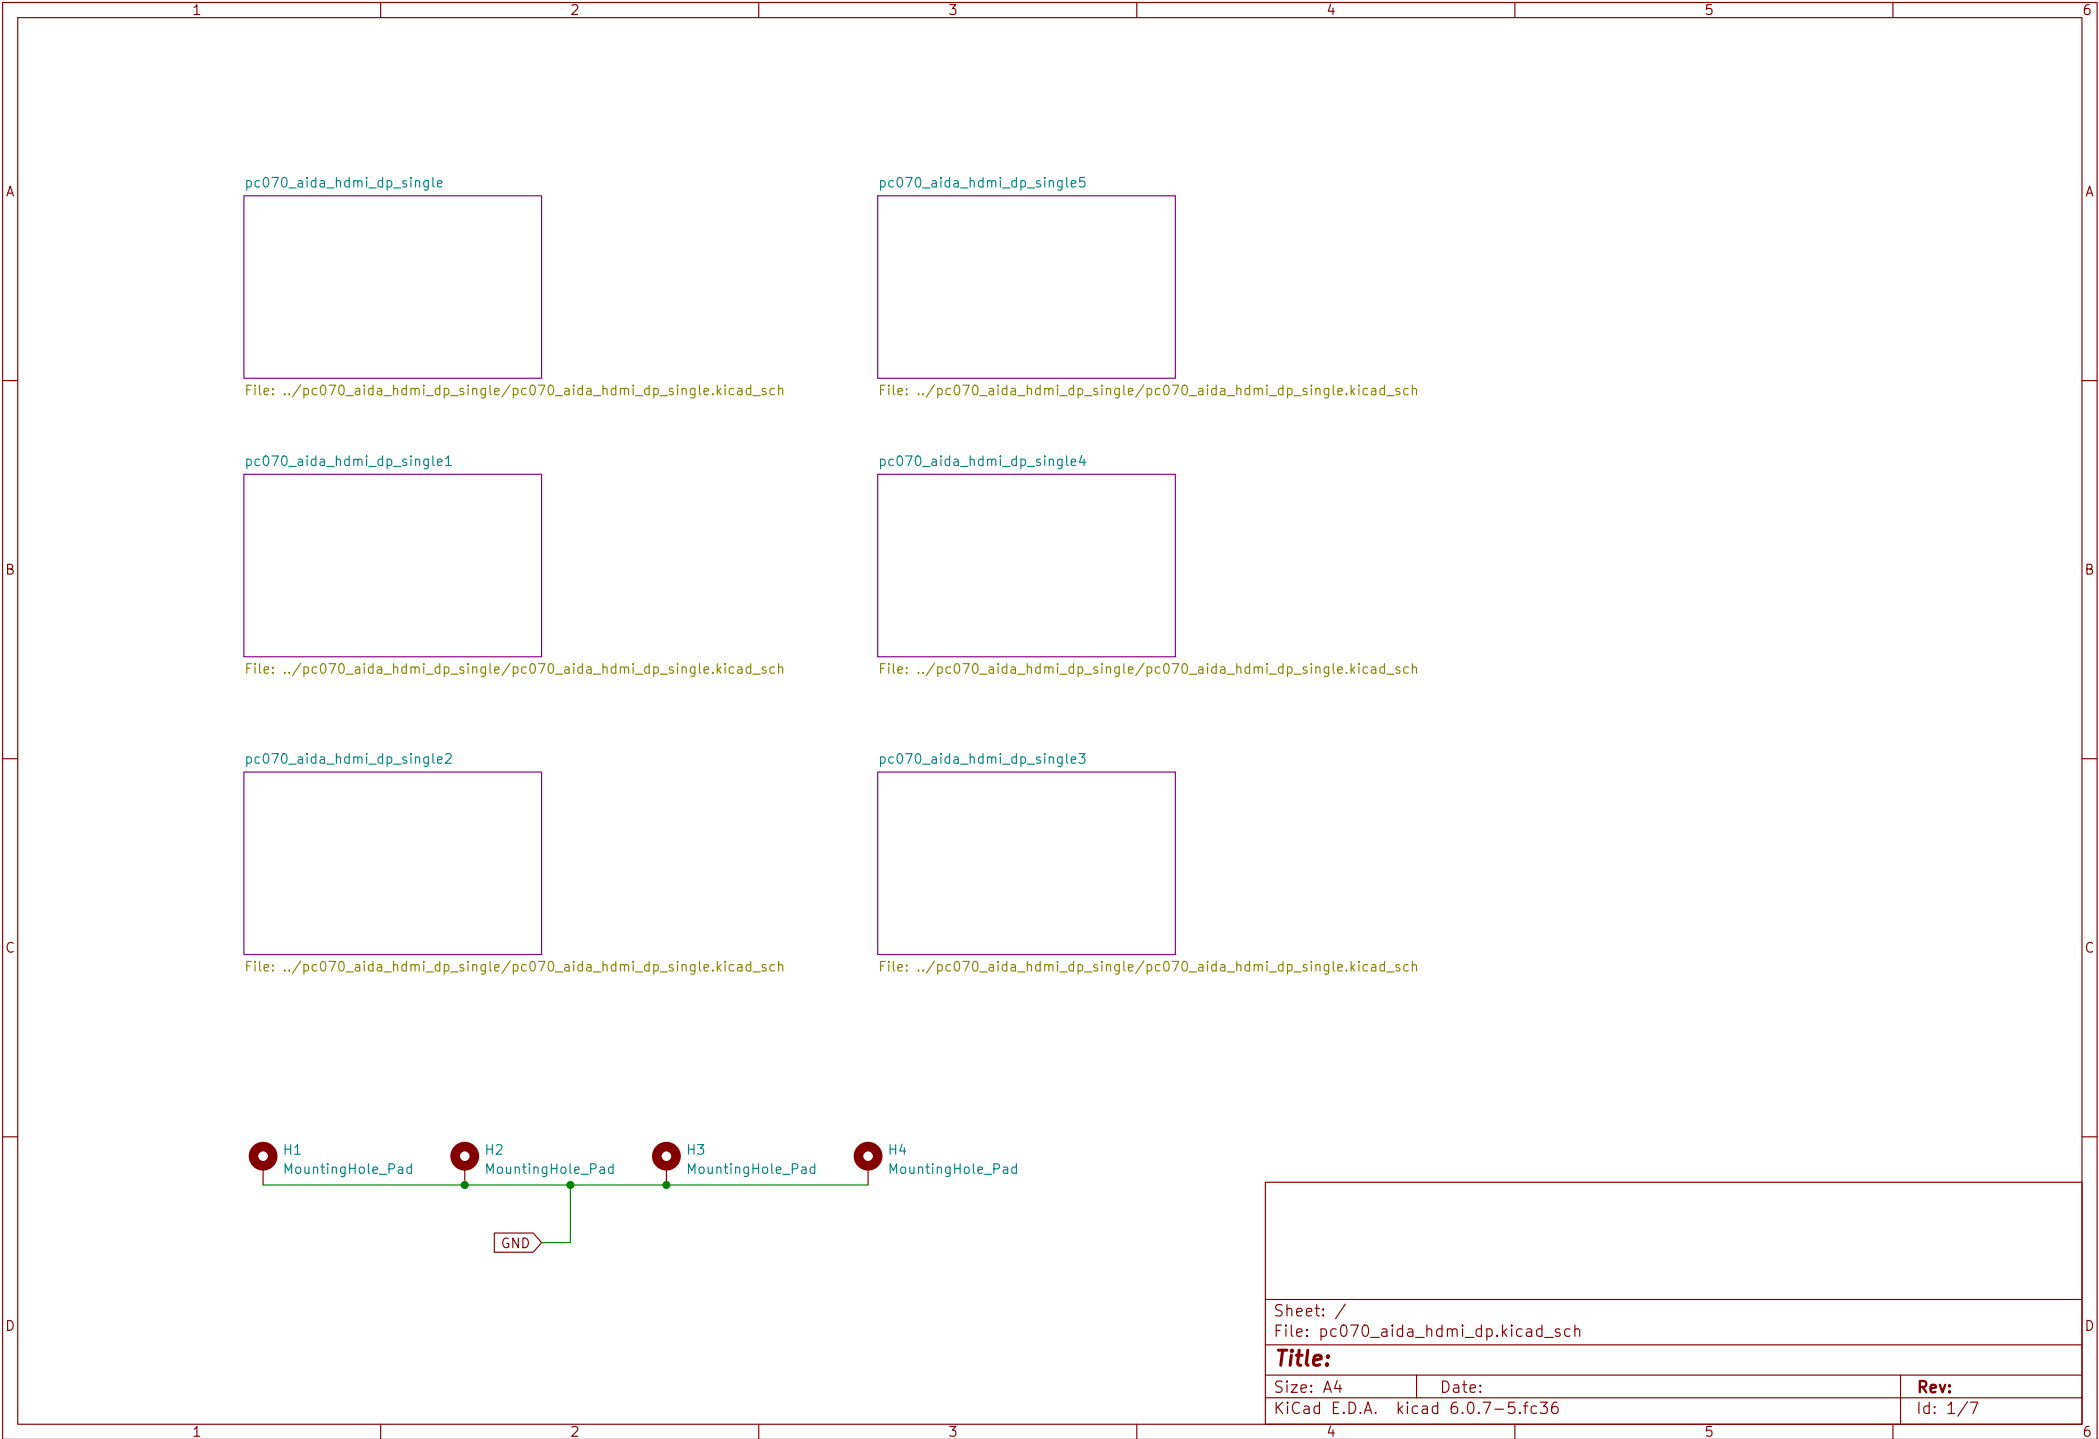 1 2 3 4 5 6
A A
pc070_aida_hdmi_dp_single
File: ../pc070_aida_hdmi_dp_single/pc070_aida_hdmi_dp_single.kicad_sch
pc070_aida_hdmi_dp_single5
File: ../pc070_aida_hdmi_dp_single/pc070_aida_hdmi_dp_single.kicad_sch
B B
pc070_aida_hdmi_dp_single1
File: ../pc070_aida_hdmi_dp_single/pc070_aida_hdmi_dp_single.kicad_sch
pc070_aida_hdmi_dp_single4
File: ../pc070_aida_hdmi_dp_single/pc070_aida_hdmi_dp_single.kicad_sch
C C
pc070_aida_hdmi_dp_single2
File: ../pc070_aida_hdmi_dp_single/pc070_aida_hdmi_dp_single.kicad_sch
pc070_aida_hdmi_dp_single3
File: ../pc070_aida_hdmi_dp_single/pc070_aida_hdmi_dp_single.kicad_sch
H1
MountingHole_Pad
H2
MountingHole_Pad
H3
MountingHole_Pad
H4
MountingHole_Pad
GND
D D
Sheet: /
File: pc070_aida_hdmi_dp.kicad_sch
Title:
Size: A4 Date: Rev:
KiCad E.D.A. kicad 6.0.7-5.fc36 Id: 1/7
1 2 3 4 5 6